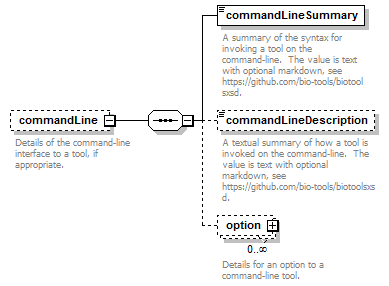 commandLineSummary
A summary of the syntax for
invoking a tool on the
command-line.  The value is text
with optional markdown, see
https://github.com/bio-tools/biotool
sxsd.
commandLine
Details of the command-line
interface to a tool, if
appropriate.
commandLineDescription
A textual summary of how a tool is
invoked on the command-line.  The
value is text with optional
markdown, see
https://github.com/bio-tools/biotoolsxs
d.
option
0..∞
Details for an option to a
command-line tool.